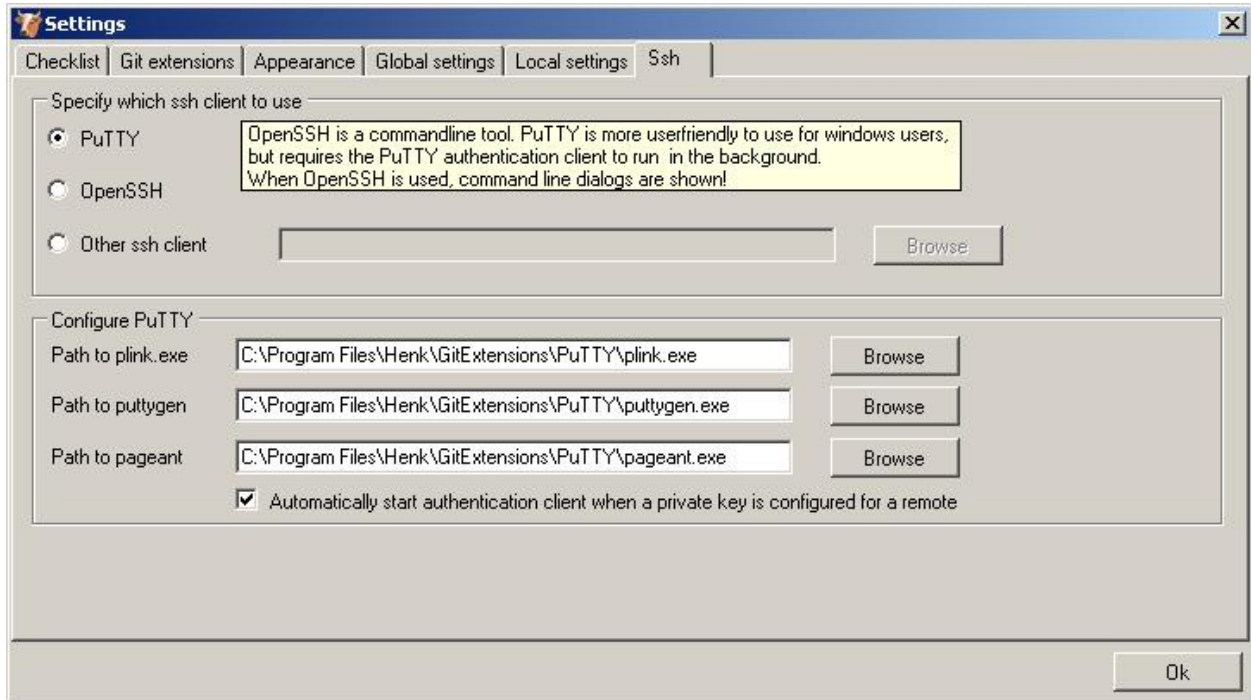 Settings
Checklist Git extensions Appearance Global settings Local settings Ssh
Specify which ssh client to use
PuTTY
OpenSSH is a commandline tool. PuTTY is more userfriendly to use for windows users,
but requires the PuTTY authentication client to run in the background.
When OpenSSH is used, command line dialogs are shown!
OpenSSH
Other ssh client Browse
Configure PuTTY
Path to plink.exe C:\Program Files\Henk\GitExtensions\PuTTY\plink.exe Browse
Path to puttygen C:\Program Files\Henk\GitExtensions\PuTTY\puttygen.exe Browse
Path to pageant C:\Program Files\Henk\GitExtensions\PuTTY\pageant.exe Browse
Automatically start authentication client when a private key is configured for a remote
Ok